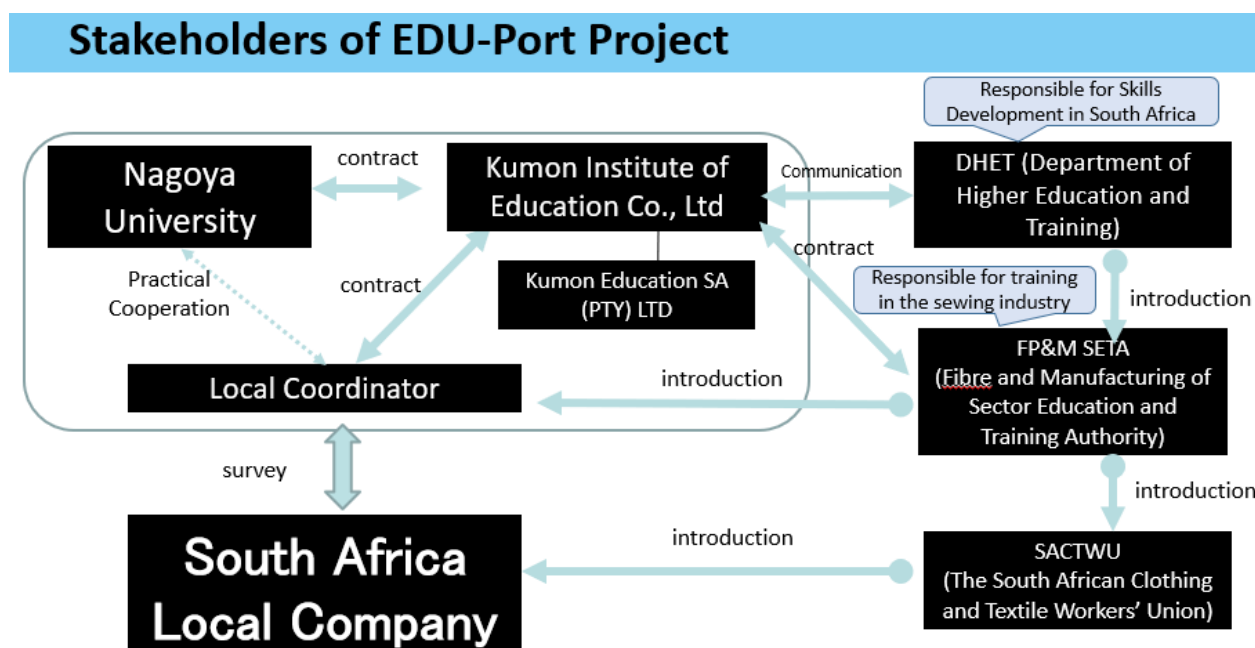 Stakeholders of EDU-Port Project
Responsible for Skills
Development in South Africa
Nagoya
University
contract
Kumon Institute of
Education Co., Ltd
Communication
DHET (Department of
Higher Education and
Training)
Practical
Cooperation
contract
Kumon Education SA
(PTY) LTD
contract
Responsible for training
in the sewing industry
introduction
Local Coordinator
introduction
FP&M SETA
(Fibre and Manufacturing of
Sector Education and
Training Authority)
survey
introduction
South Africa
Local Company
introduction
SACTWU
(The South African Clothing
and Textile Workers’ Union)